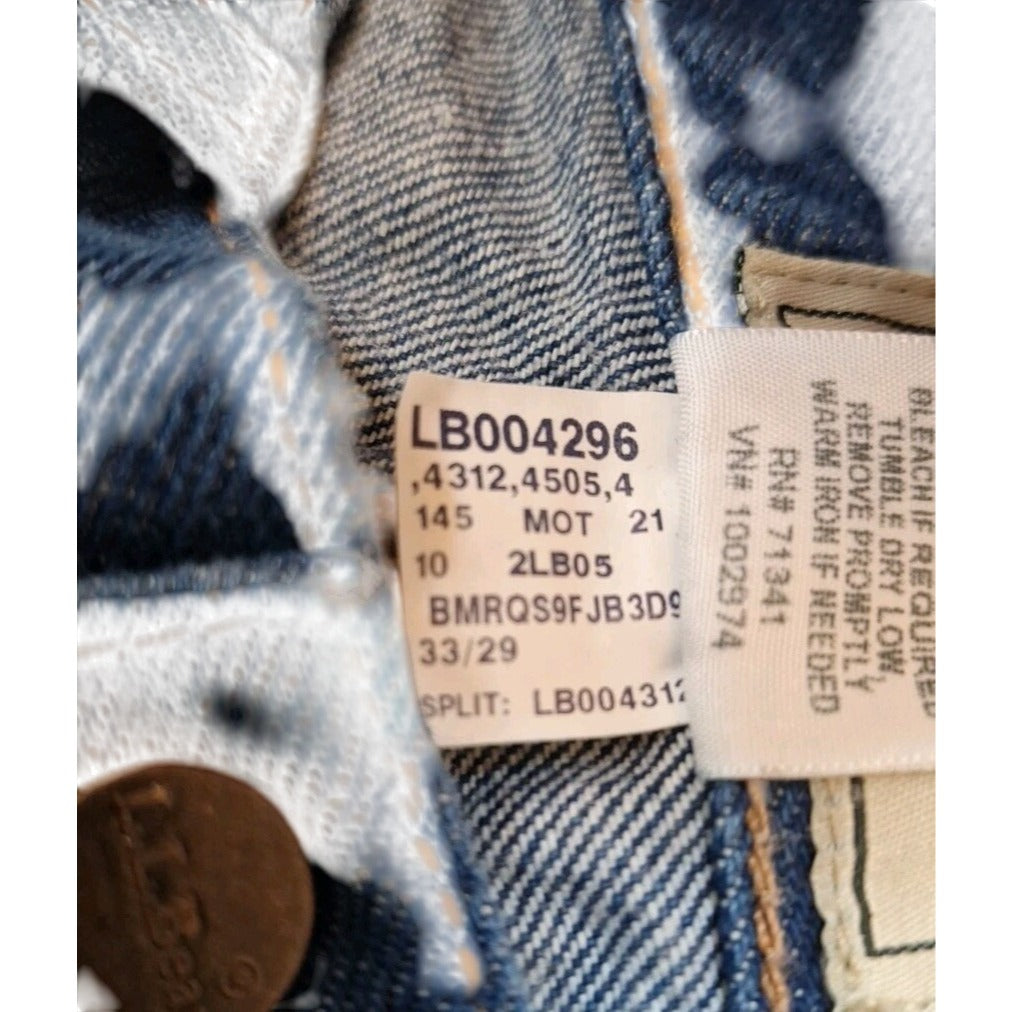 LB004296
,4312,4505,4
145 MOT 21
10 2LB05
BMRQS9FJB3D9
33/29
SPLIT: LB004312
BLEACH IF REQUIRED
TUMBLE DRY LOW,
REMOVE PROMPTLY
WARM IRON IF NEEDED
RN# 71341
VN# 1002974